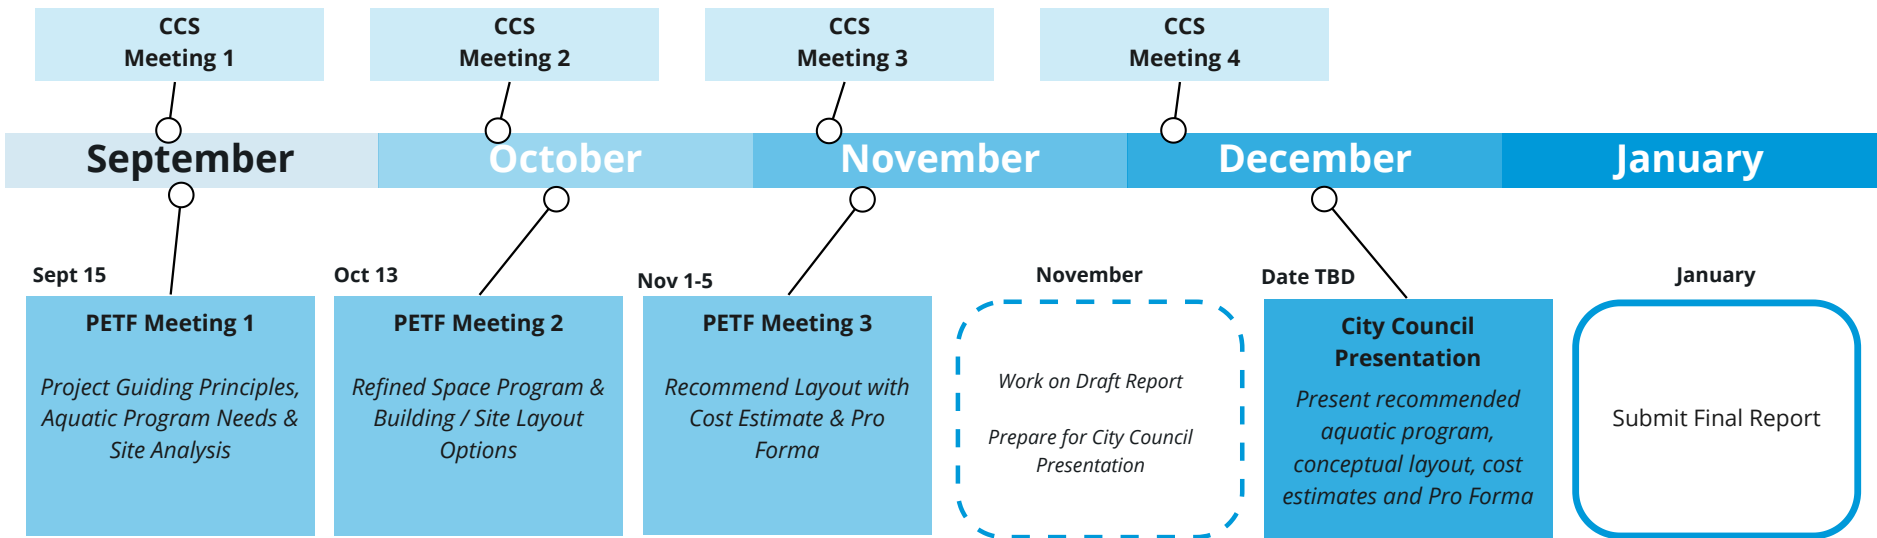 CCS
Meeting 1
CCS
Meeting 2
CCS
Meeting 3
CCS
Meeting 4
September
October
November
December
January
Sept 15
PETF Meeting 1
Project Guiding Principles,
Aquatic Program Needs &
Site Analysis
Oct 13
PETF Meeting 2
Refined Space Program &
Building / Site Layout
Options
Nov 1-5
PETF Meeting 3
Recommend Layout with
Cost Estimate & Pro
Forma
November
Work on Draft Report
Prepare for City Council
Presentation
Date TBD
City Council
Presentation
Present recommended
aquatic program,
conceptual layout, cost
estimates and Pro Forma
January
Submit Final Report